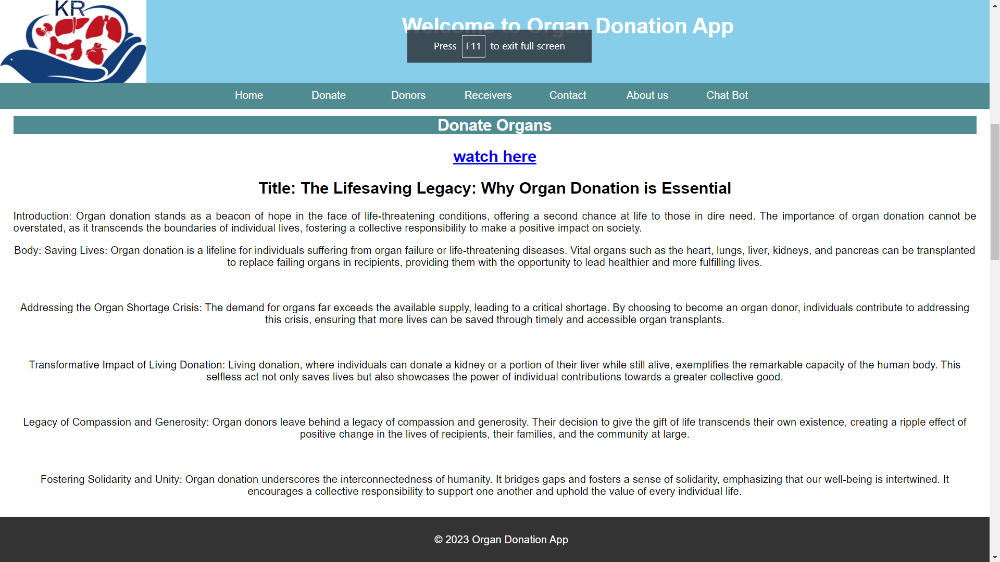 KR
Welcome to Organ Donation App
Press F11 to exit full screen
Home Donate Donors Receivers Contact About us Chat Bot
Donate Organs
watch here
Title: The Lifesaving Legacy: Why Organ Donation is Essential
Introduction: Organ donation stands as a beacon of hope in the face of life-threatening conditions, offering a second chance at life to those in dire need. The importance of organ donation cannot be
overstated, as it transcends the boundaries of individual lives, fostering a collective responsibility to make a positive impact on society.
Body: Saving Lives: Organ donation is a lifeline for individuals suffering from organ failure or life-threatening diseases. Vital organs such as the heart, lungs, liver, kidneys, and pancreas can be transplanted
to replace failing organs in recipients, providing them with the opportunity to lead healthier and more fulfilling lives.
Addressing the Organ Shortage Crisis: The demand for organs far exceeds the available supply, leading to a critical shortage. By choosing to become an organ donor, individuals contribute to addressing
this crisis, ensuring that more lives can be saved through timely and accessible organ transplants.
Transformative Impact of Living Donation: Living donation, where individuals can donate a kidney or a portion of their liver while still alive, exemplifies the remarkable capacity of the human body. This
selfless act not only saves lives but also showcases the power of individual contributions towards a greater collective good.
Legacy of Compassion and Generosity: Organ donors leave behind a legacy of compassion and generosity. Their decision to give the gift of life transcends their own existence, creating a ripple effect of
positive change in the lives of recipients, their families, and the community at large.
Fostering Solidarity and Unity: Organ donation underscores the interconnectedness of humanity. It bridges gaps and fosters a sense of solidarity, emphasizing that our well-being is intertwined. It
encourages a collective responsibility to support one another and uphold the value of every individual life.
© 2023 Organ Donation App